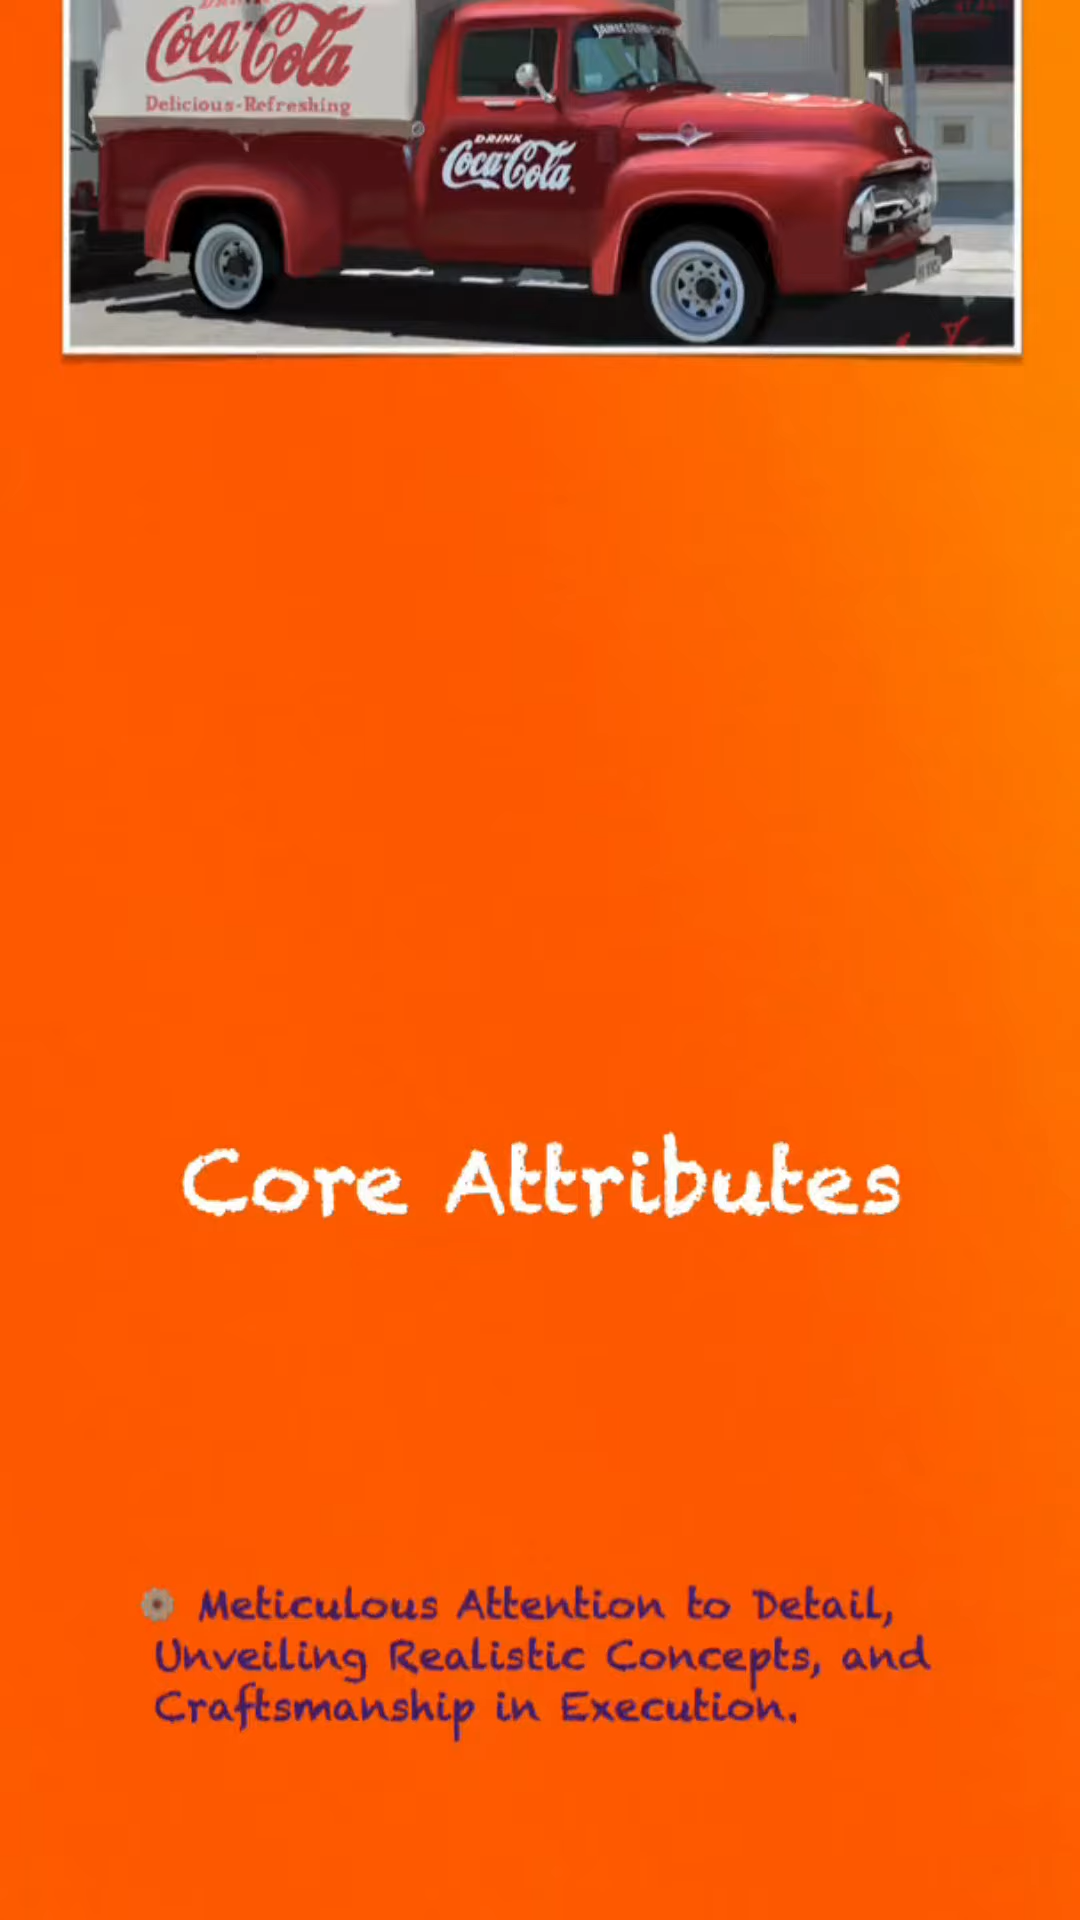 Coca-Cola
Delicious-Refreshing
DRINK
Coca-Cola
Core Attributes
Meticulous Attention to Detail,
Unveiling Realistic Concepts, and
Craftsmanship in Execution.